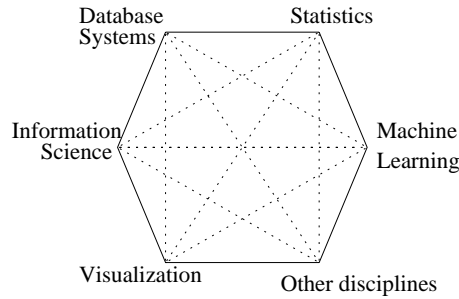 Database
Systems
Statistics
Information
Science
Machine
Learning
Visualization
Other disciplines